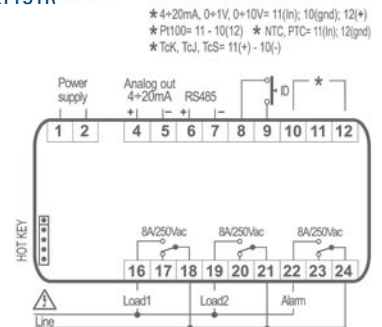 * 4÷20mA, 0÷1V, 0÷10V= 11(In); 10(gnd); 12(+)
* Pt100= 11 - 10(12) * NTC, PTC= 11(In); 12(gnd)
* TcK, TcJ, TcS= 11(+) - 10(-)
Power supply
Analog out 4÷20mA
RS485
ID
*
+ - + -
1 2 4 5 6 7 8 9 10 11 12
HOT KEY
8A/250Vac 8A/250Vac 8A/250Vac
16 17 18 19 20 21 22 23 24
Load1 Load2 Alarm
Line